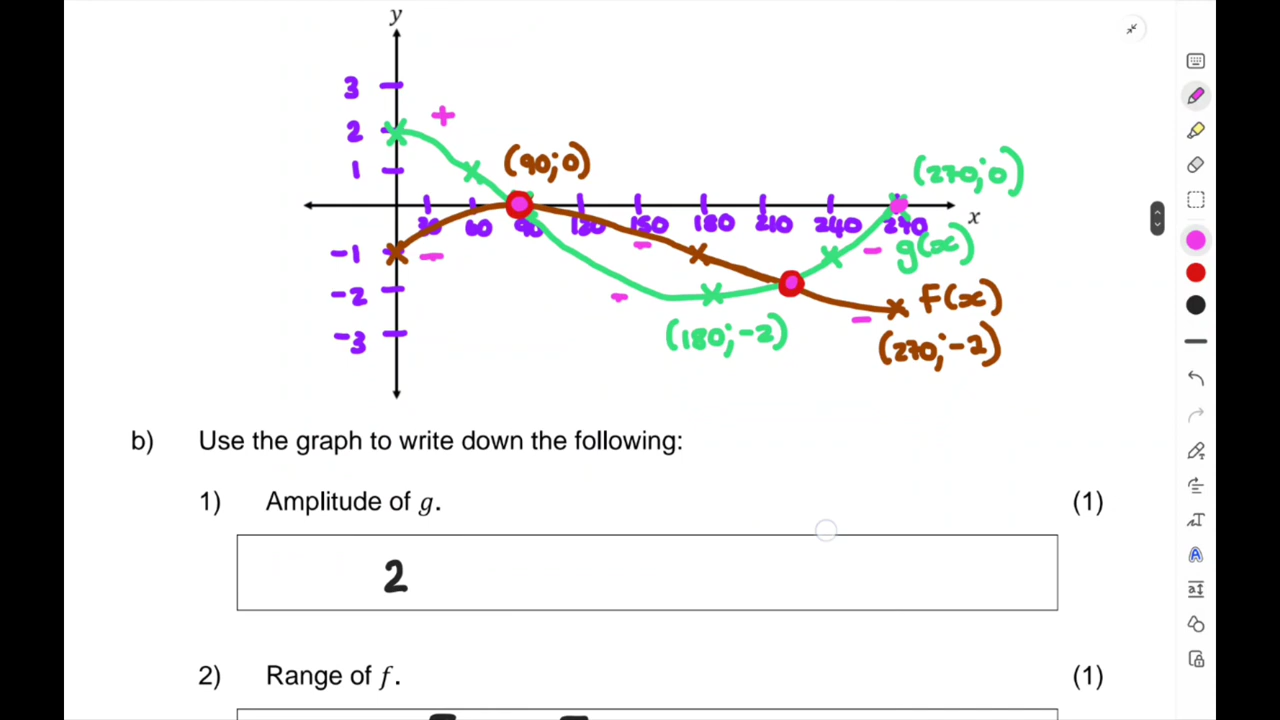 y
3
2
1
(90;0)
(270;0)
x
30 60 90 120 150 180 210 240 270
-1
-2
-3
g(x)
F(x)
(180;-2)
(270;-2)
b) Use the graph to write down the following:
1) Amplitude of g. (1)
2
2) Range of f. (1)